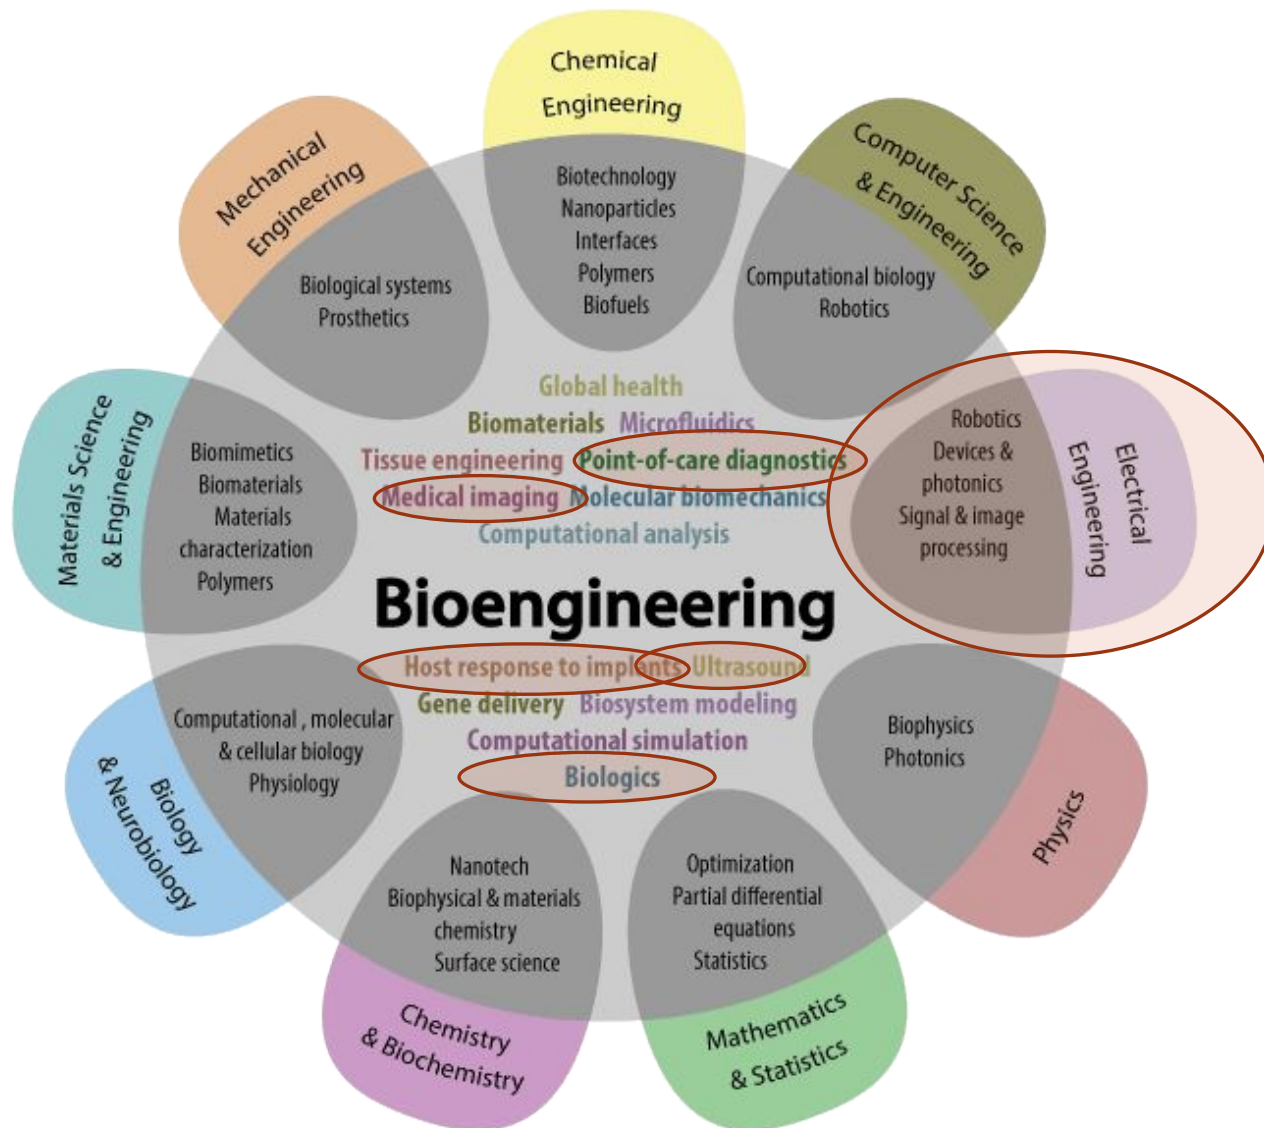 Chemical
Engineering
Biotechnology
Nanoparticles
Interfaces
Polymers
Biofuels
Computer Science
& Engineering
Computational biology
Robotics
Mechanical
Engineering
Biological systems
Prosthetics
Electrical
Engineering
Robotics
Devices &
photonics
Signal & image
processing
Materials Science
& Engineering
Biomimetics
Biomaterials
Materials
characterization
Polymers
Global health
Biomaterials Microfluidics
Tissue engineering Point-of-care diagnostics
Medical imaging Molecular biomechanics
Computational analysis
Bioengineering
Host response to implants Ultrasound
Gene delivery Biosystem modeling
Computational simulation
Biologics
Computational , molecular
& cellular biology
Physiology
Biology
& Neurobiology
Biophysics
Photonics
Physics
Nanotech
Biophysical & materials
chemistry
Surface science
Chemistry
& Biochemistry
Optimization
Partial differential
equations
Statistics
Mathematics
& Statistics